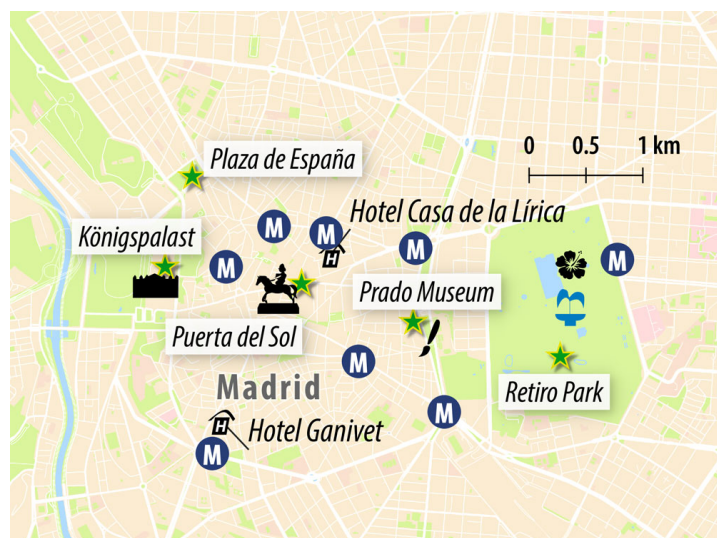 Plaza de España
0 0.5 1 km
Hotel Casa de la Lírica
M
M
Königspalast
M
M
M
H
Prado Museum
Puerta del Sol
M
Madrid
Retiro Park
M
H
Hotel Ganivet
M